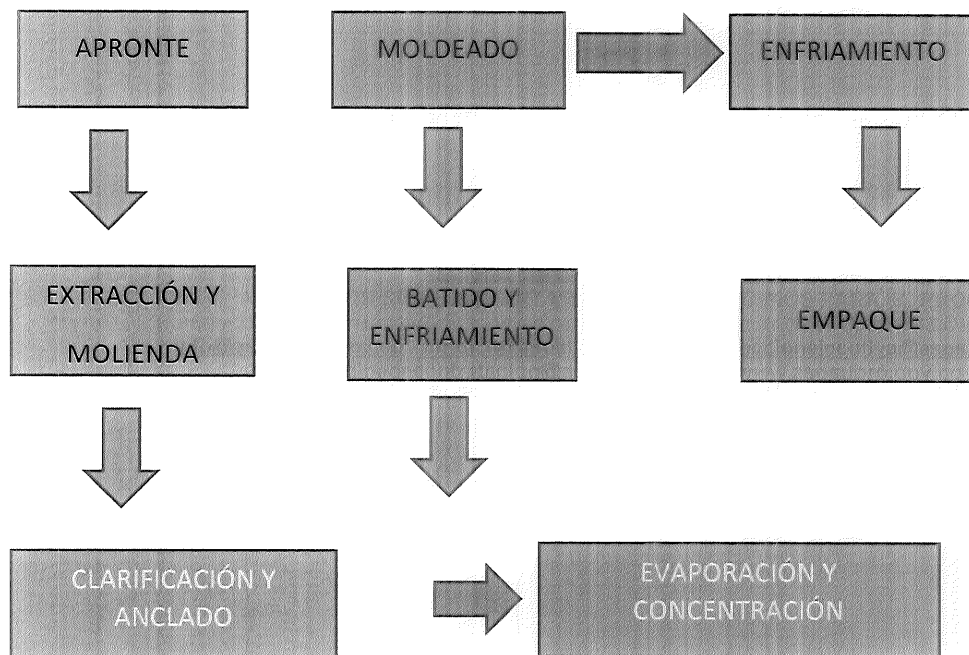 APRONTE
MOLDEADO
ENFRIAMIENTO
EXTRACCIÓN Y
MOLIENDA
BATIDO Y
ENFRIAMIENTO
EMPAQUE
CLARIFICACIÓN Y
ANCLADO
EVAPORACIÓN Y
CONCENTRACIÓN